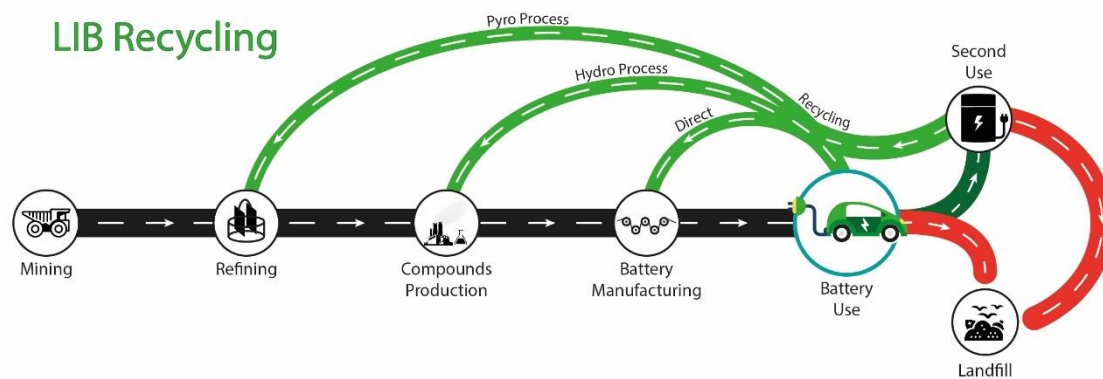 LIB Recycling
Pyro Process
Hydro Process
Direct
Recycling
Second
Use
Mining
Refining
Compounds
Production
Battery
Manufacturing
Battery
Use
Landfill